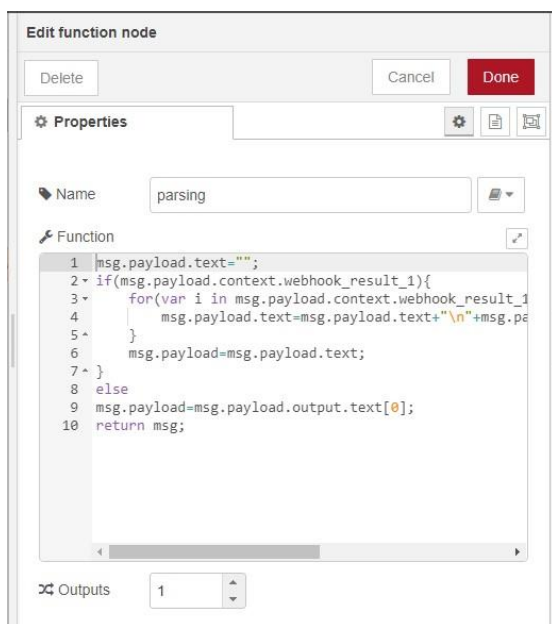 Edit function node
Delete Cancel Done
Properties
Name parsing
Function
1 msg.payload.text="";
2 if(msg.payload.context.webhook_result_1){
3 for(var i in msg.payload.context.webhook_result_1
4 msg.payload.text=msg.payload.text+"\n"+msg.pa
5 }
6 msg.payload=msg.payload.text;
7 }
8 else
9 msg.payload=msg.payload.output.text[0];
10 return msg;
Outputs 1